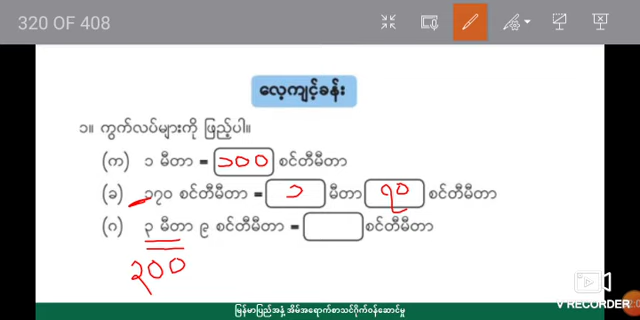 320 OF 408
လေ့ကျင့်ခန်း
၁။ ကွက်လပ်များကို ဖြည့်ပါ။
(က) ၁ မီတာ = ၁၀၀ စင်တီမီတာ
(ခ) ၁၇၀ စင်တီမီတာ = ၁ မီတာ ၇၀ စင်တီမီတာ
(ဂ) ၃ မီတာ ၉ စင်တီမီတာ = စင်တီမီတာ
၃၀၀
V RECORDER
မြန်မာပြည်အနှံ့ အိမ်အရောက်စာသင်ဝိုက်ဝန်ဆောင်မှု